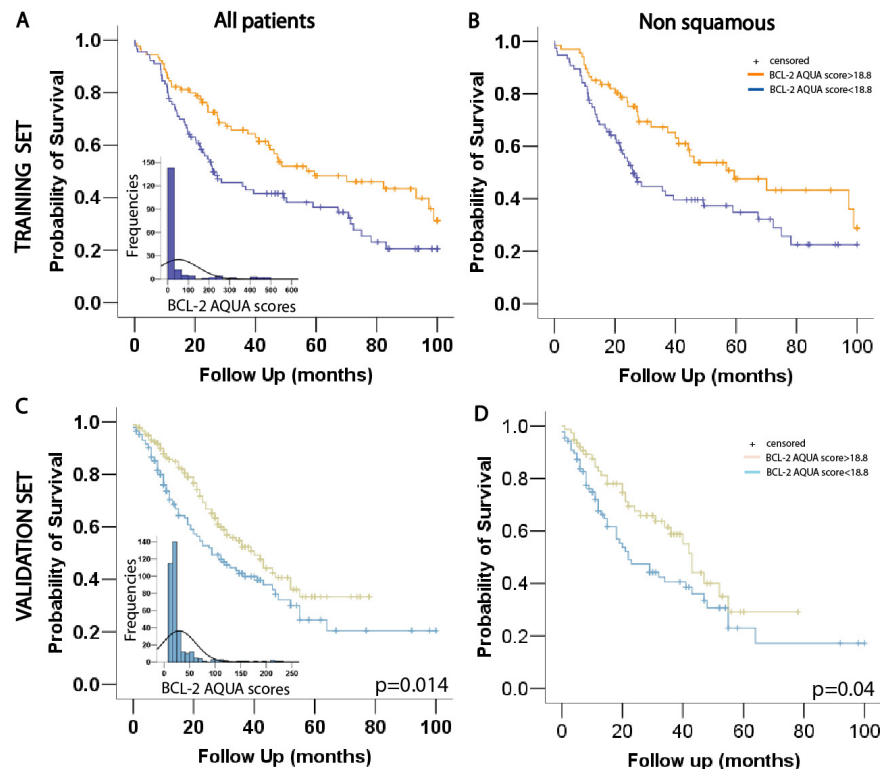 A
All patients
B
Non squamous
TRAINING SET
Probability of Survival
1.0
0.8
0.6
0.4
0.2
0.0
0 20 40 60 80 100
Follow Up (months)
Frequencies
150
120
90
60
30
0
0 100 200 300 400 500 600
BCL-2 AQUA scores
Probability of Survival
1.0
0.8
0.6
0.4
0.2
0.0
+ censored
BCL-2 AQUA score>18.8
BCL-2 AQUA score<18.8
0 20 40 60 80 100
Follow Up (months)
C
VALIDATION SET
Probability of Survival
1.0
0.8
0.6
0.4
0.2
0.0
0 20 40 60 80 100
Follow Up (months)
Frequencies
140
120
100
80
60
40
20
0
0 50 100 150 200 250
BCL-2 AQUA scores
p=0.014
D
Probability of Survival
1.0
0.8
0.6
0.4
0.2
0.0
+ censored
BCL-2 AQUA score>18.8
BCL-2 AQUA score<18.8
p=0.04
0 20 40 60 80 100
Follow up (months)